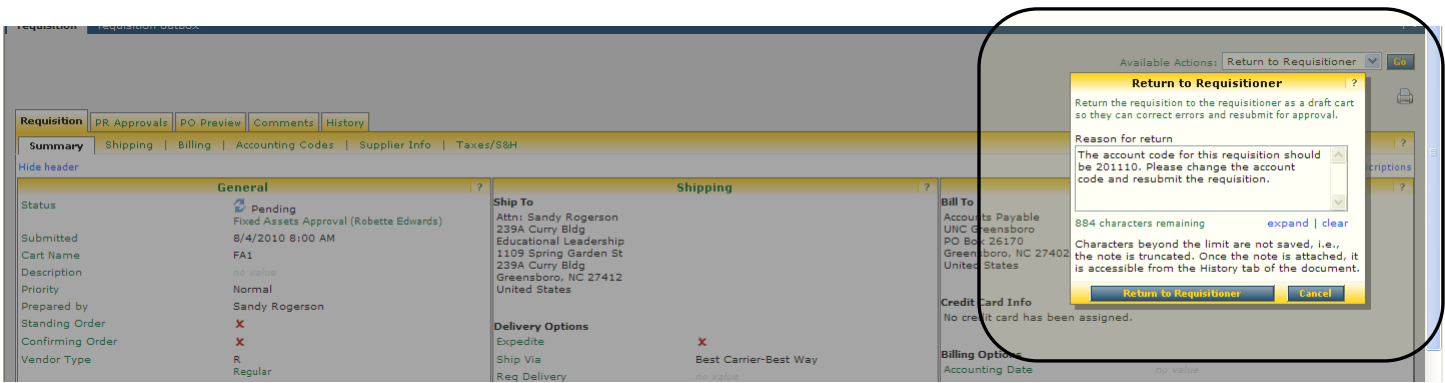 requisition requisition outbox
Available Actions: Return to Requisitioner Go
Requisition PR Approvals PO Preview Comments History
Summary Shipping | Billing | Accounting Codes | Supplier Info | Taxes/S&H ?
Hide header criptions
General ?
Status Pending
Fixed Assets Approval (Robette Edwards)
Submitted 8/4/2010 8:00 AM
Cart Name FA1
Description no value
Priority Normal
Prepared by Sandy Rogerson
Standing Order X
Confirming Order X
Vendor Type R
Regular
Shipping ?
Ship To
Attn: Sandy Rogerson
239A Curry Bldg
Educational Leadership
1109 Spring Garden St
239A Curry Bldg
Greensboro, NC 27412
United States
Delivery Options
Expedite X
Ship Via Best Carrier-Best Way
Req Delivery no value
?
Bill To
Accounts Payable
UNC Greensboro
PO Box 26170
Greensboro, NC 27402
United States
Credit Card Info
No credit card has been assigned.
Billing Options
Accounting Date no value
Return to Requisitioner ?
Return the requisition to the requisitioner as a draft cart
so they can correct errors and resubmit for approval.
Reason for return
The account code for this requisition should
be 201110. Please change the account
code and resubmit the requisition.
884 characters remaining expand | clear
Characters beyond the limit are not saved, i.e.,
the note is truncated. Once the note is attached, it
is accessible from the History tab of the document.
Return to Requisitioner Cancel